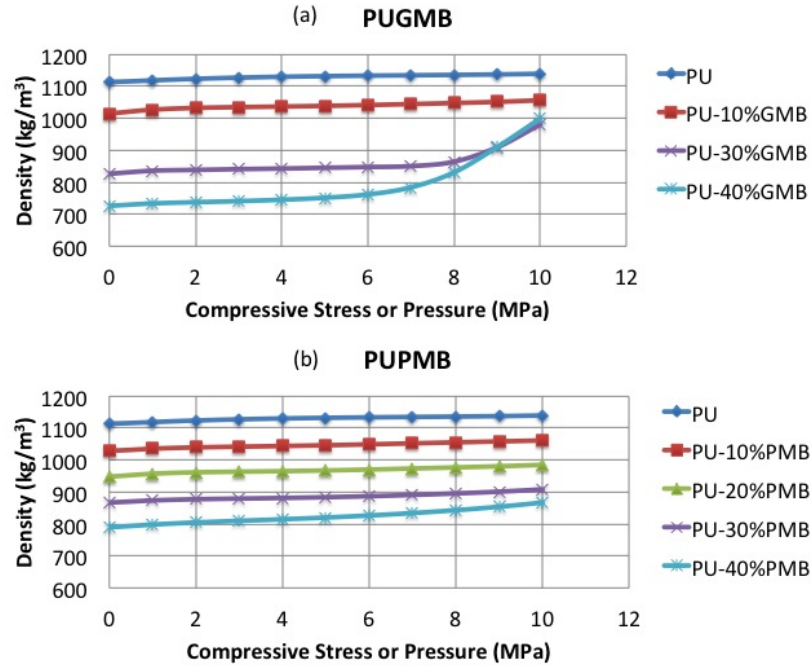 (a) PUGMB
1200
1100
1000
900
800
700
600
Density (kg/m³)
0 2 4 6 8 10 12
Compressive Stress or Pressure (MPa)
PU
PU-10%GMB
PU-30%GMB
PU-40%GMB
(b) PUPMB
1200
1100
1000
900
800
700
600
Density (kg/m³)
0 2 4 6 8 10 12
Compressive Stress or Pressure (MPa)
PU
PU-10%PMB
PU-20%PMB
PU-30%PMB
PU-40%PMB